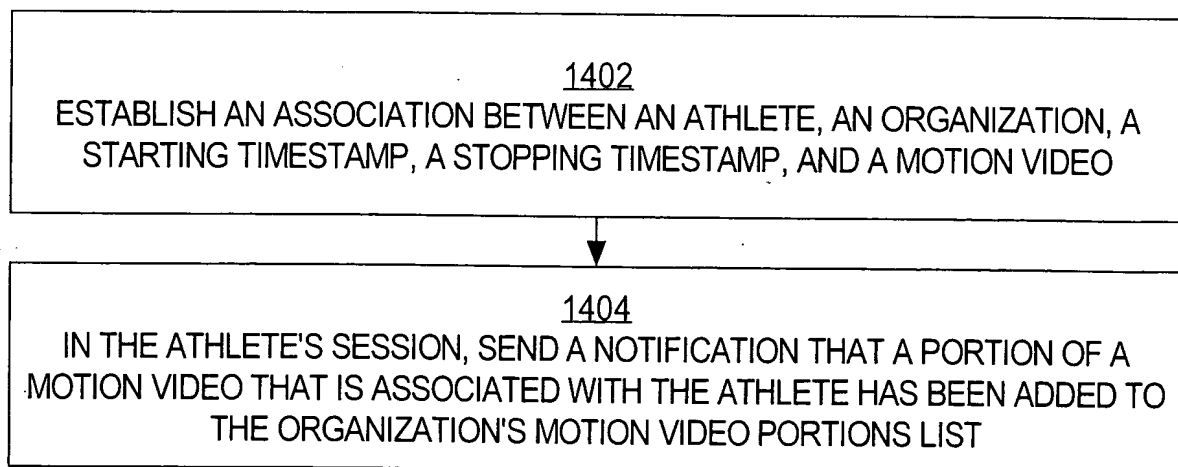 1402
ESTABLISH AN ASSOCIATION BETWEEN AN ATHLETE, AN ORGANIZATION, A
STARTING TIMESTAMP, A STOPPING TIMESTAMP, AND A MOTION VIDEO
1404
IN THE ATHLETE'S SESSION, SEND A NOTIFICATION THAT A PORTION OF A
MOTION VIDEO THAT IS ASSOCIATED WITH THE ATHLETE HAS BEEN ADDED TO
THE ORGANIZATION'S MOTION VIDEO PORTIONS LIST